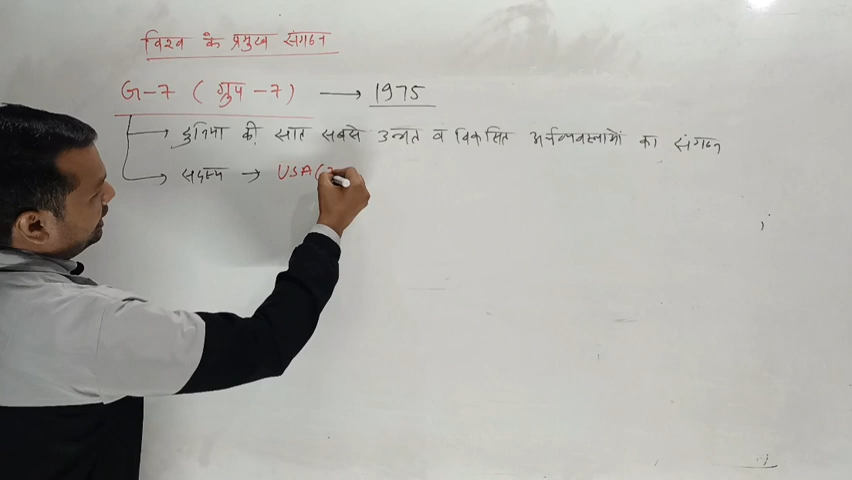 विश्व के प्रमुख संगठन
G-7 (ग्रुप -7) → 1975
→ दुनिया की सात सबसे उन्नत व विकसित अर्थव्यवस्थाओं का संगठन
→ सदस्य → USA(